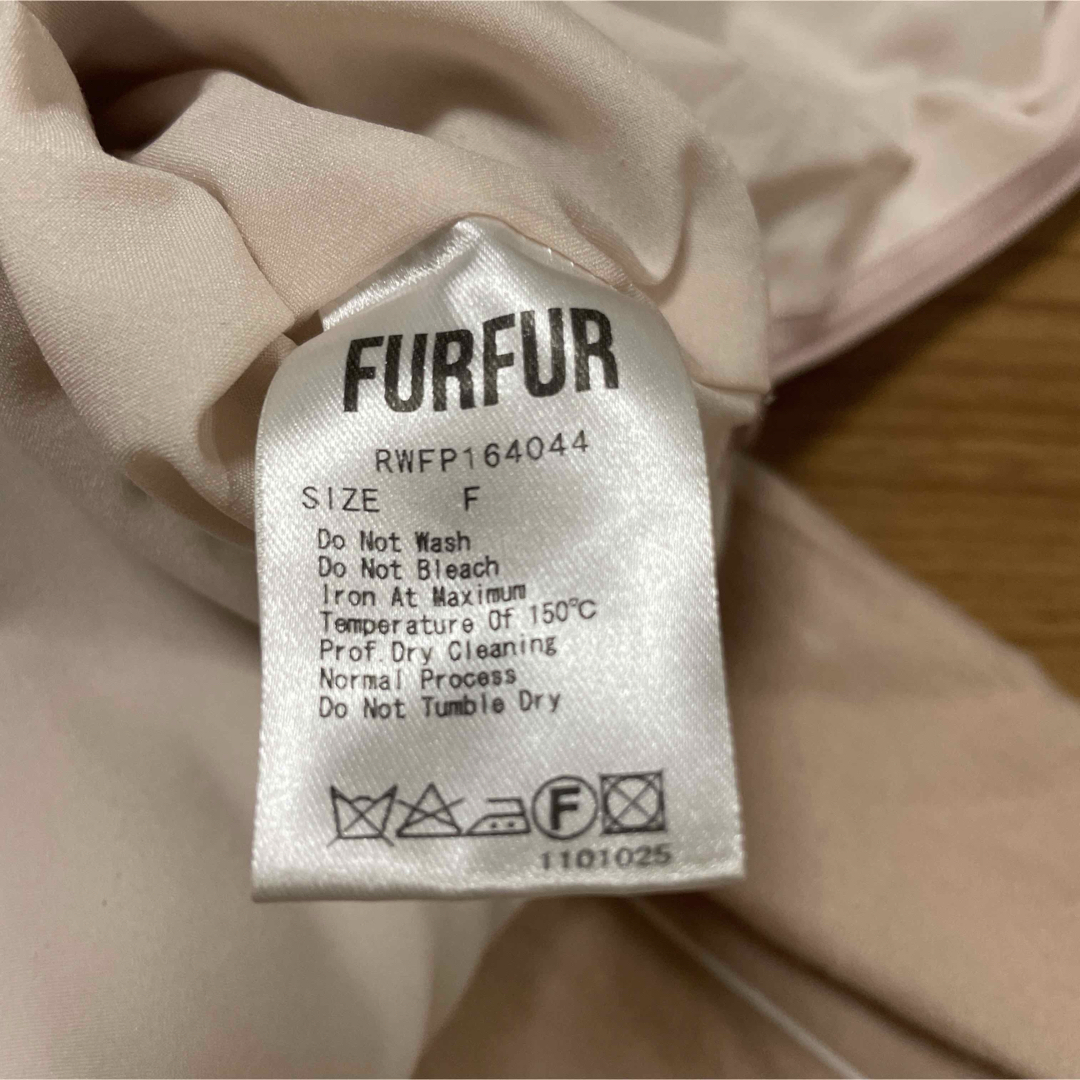 FURFUR
RWFP164044
SIZE F
Do Not Wash
Do Not Bleach
Iron At Maximum
Temperature Of 150℃
Prof.Dry Cleaning
Normal Process
Do Not Tumble Dry
F
1101025